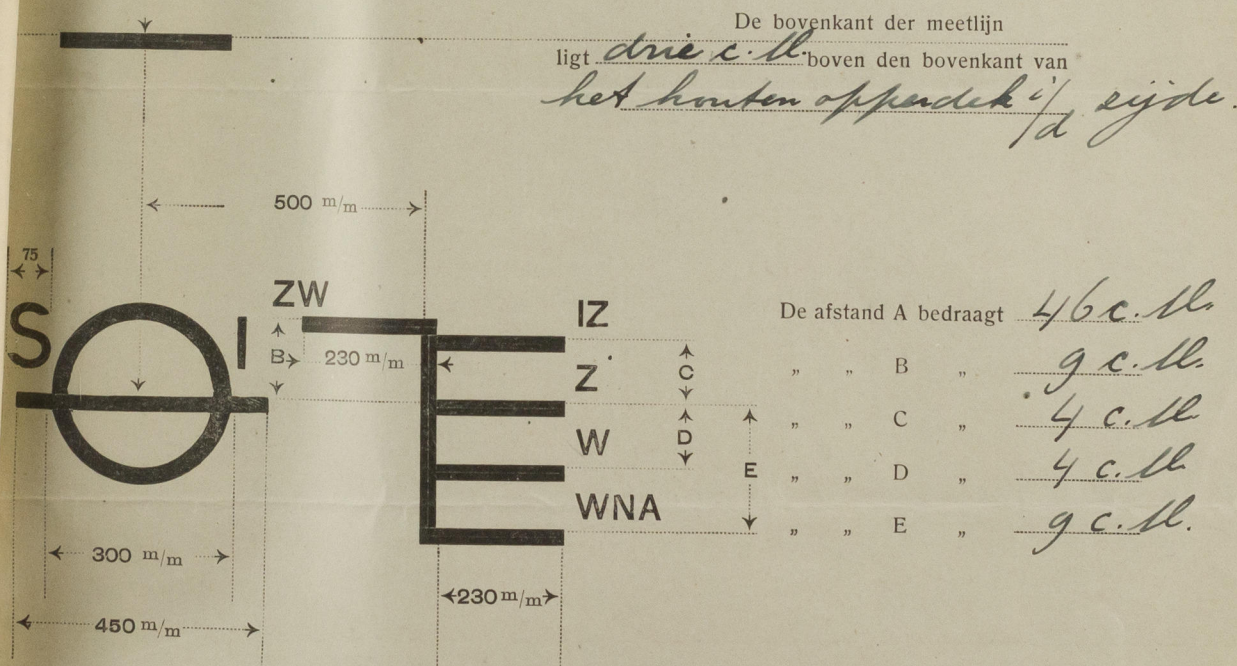 De bovenkant der meetlijn
ligt drie c.M. boven den bovenkant van
het houten opperdek i/d zijde.
500 m/m
75
ZW
S I
B 230 m/m
IZ
Z
W
WNA
C
D
E
De afstand A bedraagt 46 c.M.
„ „ B „ 9 c.M.
„ „ C „ 4 c.M.
„ „ D „ 4 c.M.
„ „ E „ 9 c.M.
300 m/m
230 m/m
450 m/m